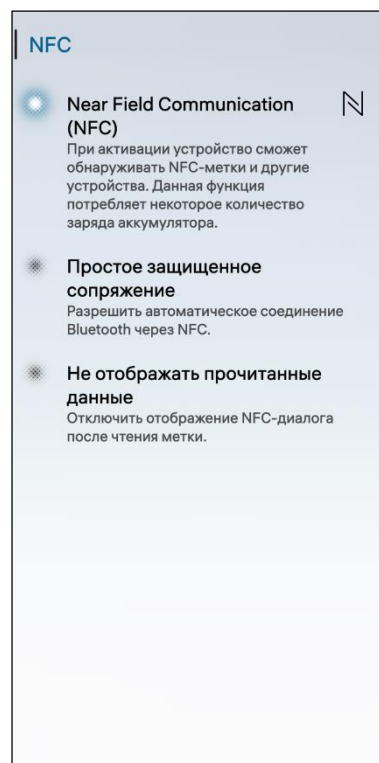 NFC
Near Field Communication
(NFC)
При активации устройство сможет
обнаруживать NFC-метки и другие
устройства. Данная функция
потребляет некоторое количество
заряда аккумулятора.
Простое защищенное
сопряжение
Разрешить автоматическое соединение
Bluetooth через NFC.
Не отображать прочитанные
данные
Отключить отображение NFC-диалога
после чтения метки.